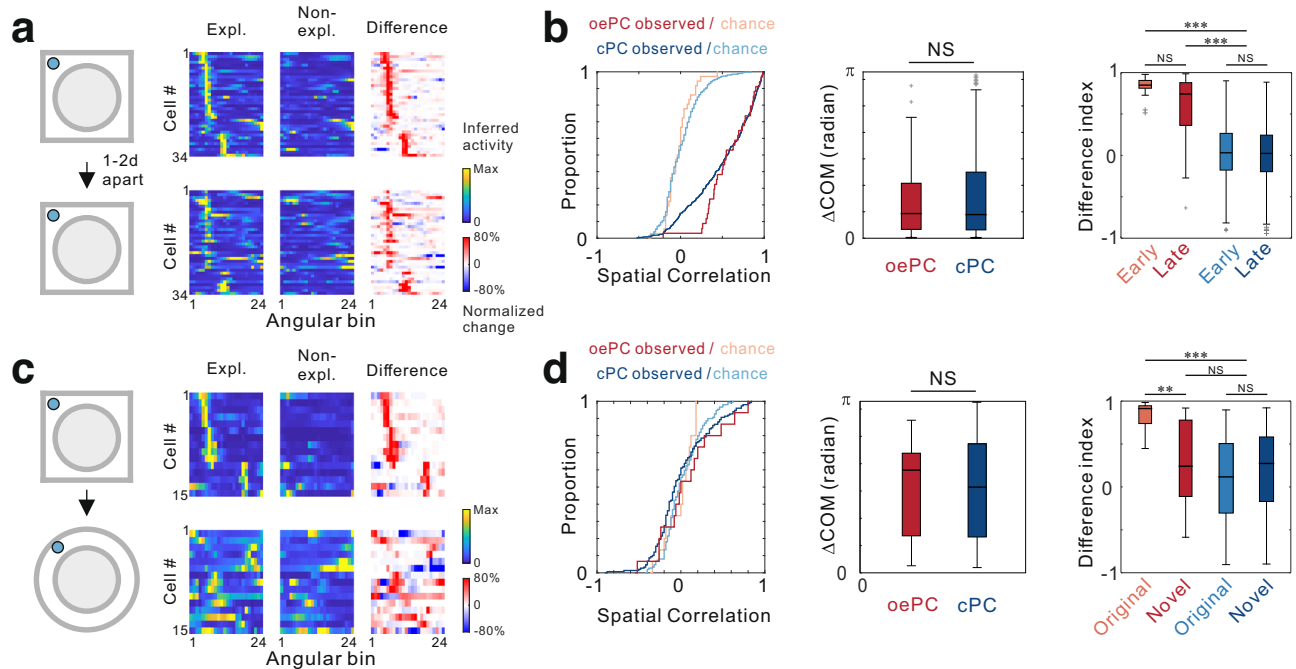 a
Expl.
Non-
expl.
Difference
1
Cell #
34
1-2d
apart
1
Cell #
34
1 24
1 24
1 24
Angular bin
Inferred
activity
Max
0
80%
0
-80%
Normalized
change
b
oePC observed / chance
cPC observed / chance
1
Proportion
0
-1 0 1
Spatial Correlation
NS
π
ΔCOM (radian)
0
oePC cPC
***
***
NS NS
1
Difference index
0
-1
Early Late Early Late
c
Expl.
Non-
expl.
Difference
1
Cell #
15
1
Cell #
15
1 24
1 24
1 24
Angular bin
Max
0
80%
0
-80%
d
oePC observed / chance
cPC observed / chance
1
Proportion
0
-1 0 1
Spatial Correlation
NS
π
ΔCOM (radian)
0
oePC cPC
***
NS
** NS
1
Difference index
0
-1
Original Novel Original Novel